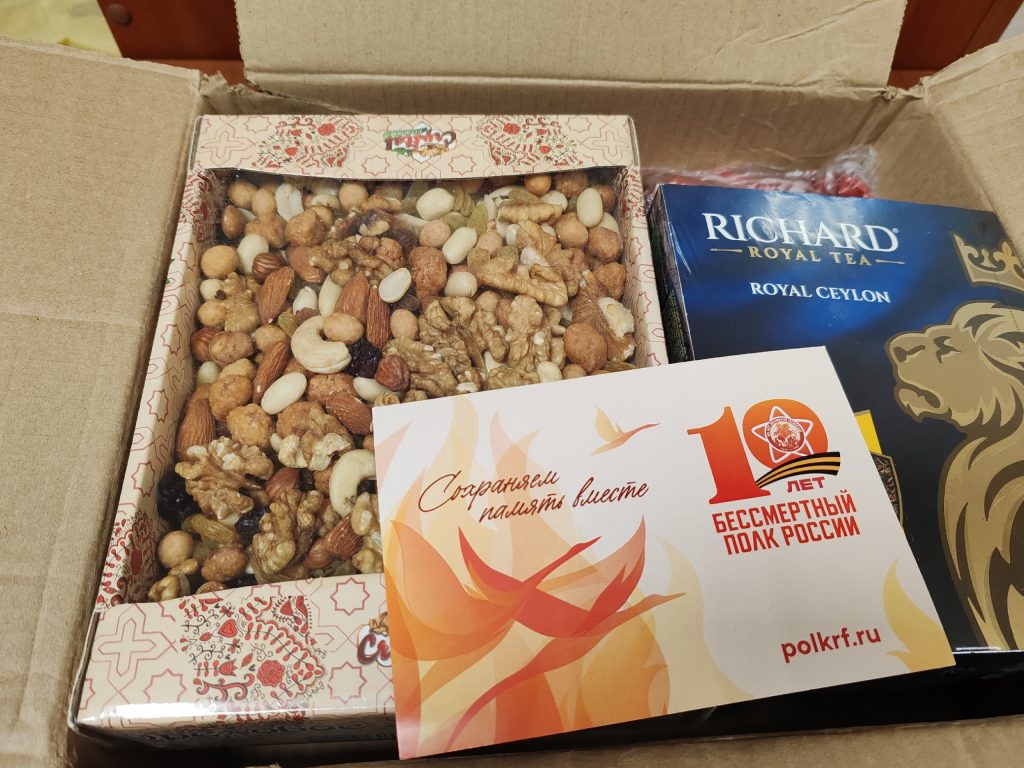 RICHARD®
ROYAL TEA
ROYAL CEYLON
Сохраняем
память вместе
10
ЛЕТ
БЕССМЕРТНЫЙ
ПОЛК РОССИИ
polkrf.ru